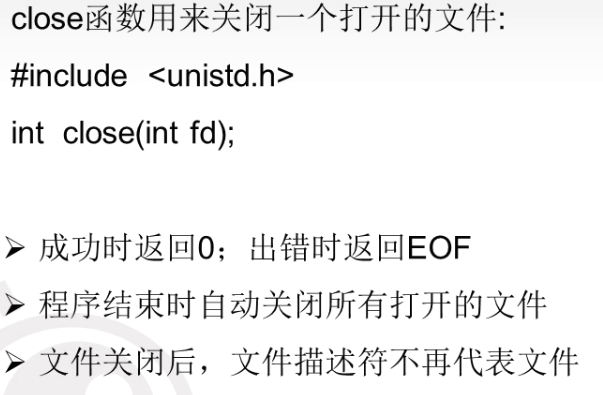 close函数用来关闭一个打开的文件:
#include <unistd.h>
int close(int fd);
➢ 成功时返回0；出错时返回EOF
➢ 程序结束时自动关闭所有打开的文件
➢ 文件关闭后，文件描述符不再代表文件